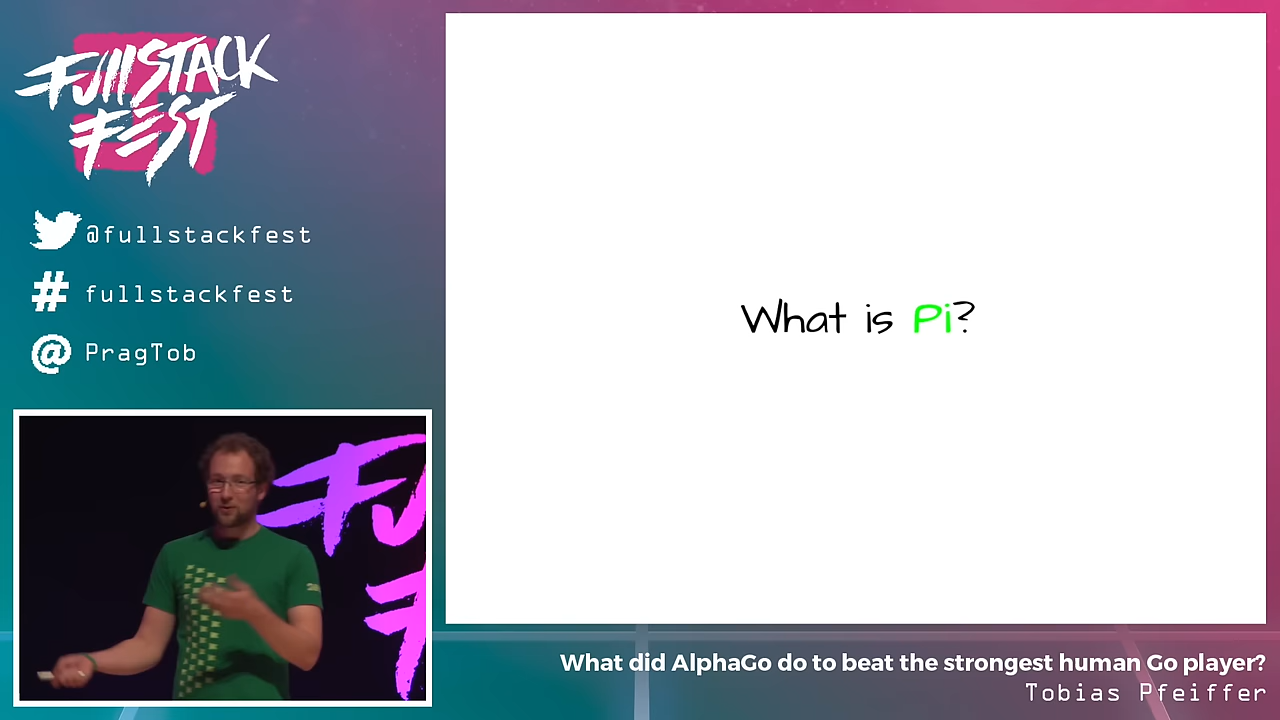 FullSTACK
FEST
@fullstackfest
# fullstackfest
@ PragTob
What is Pi?
What did AlphaGo do to beat the strongest human Go player?
Tobias Pfeiffer